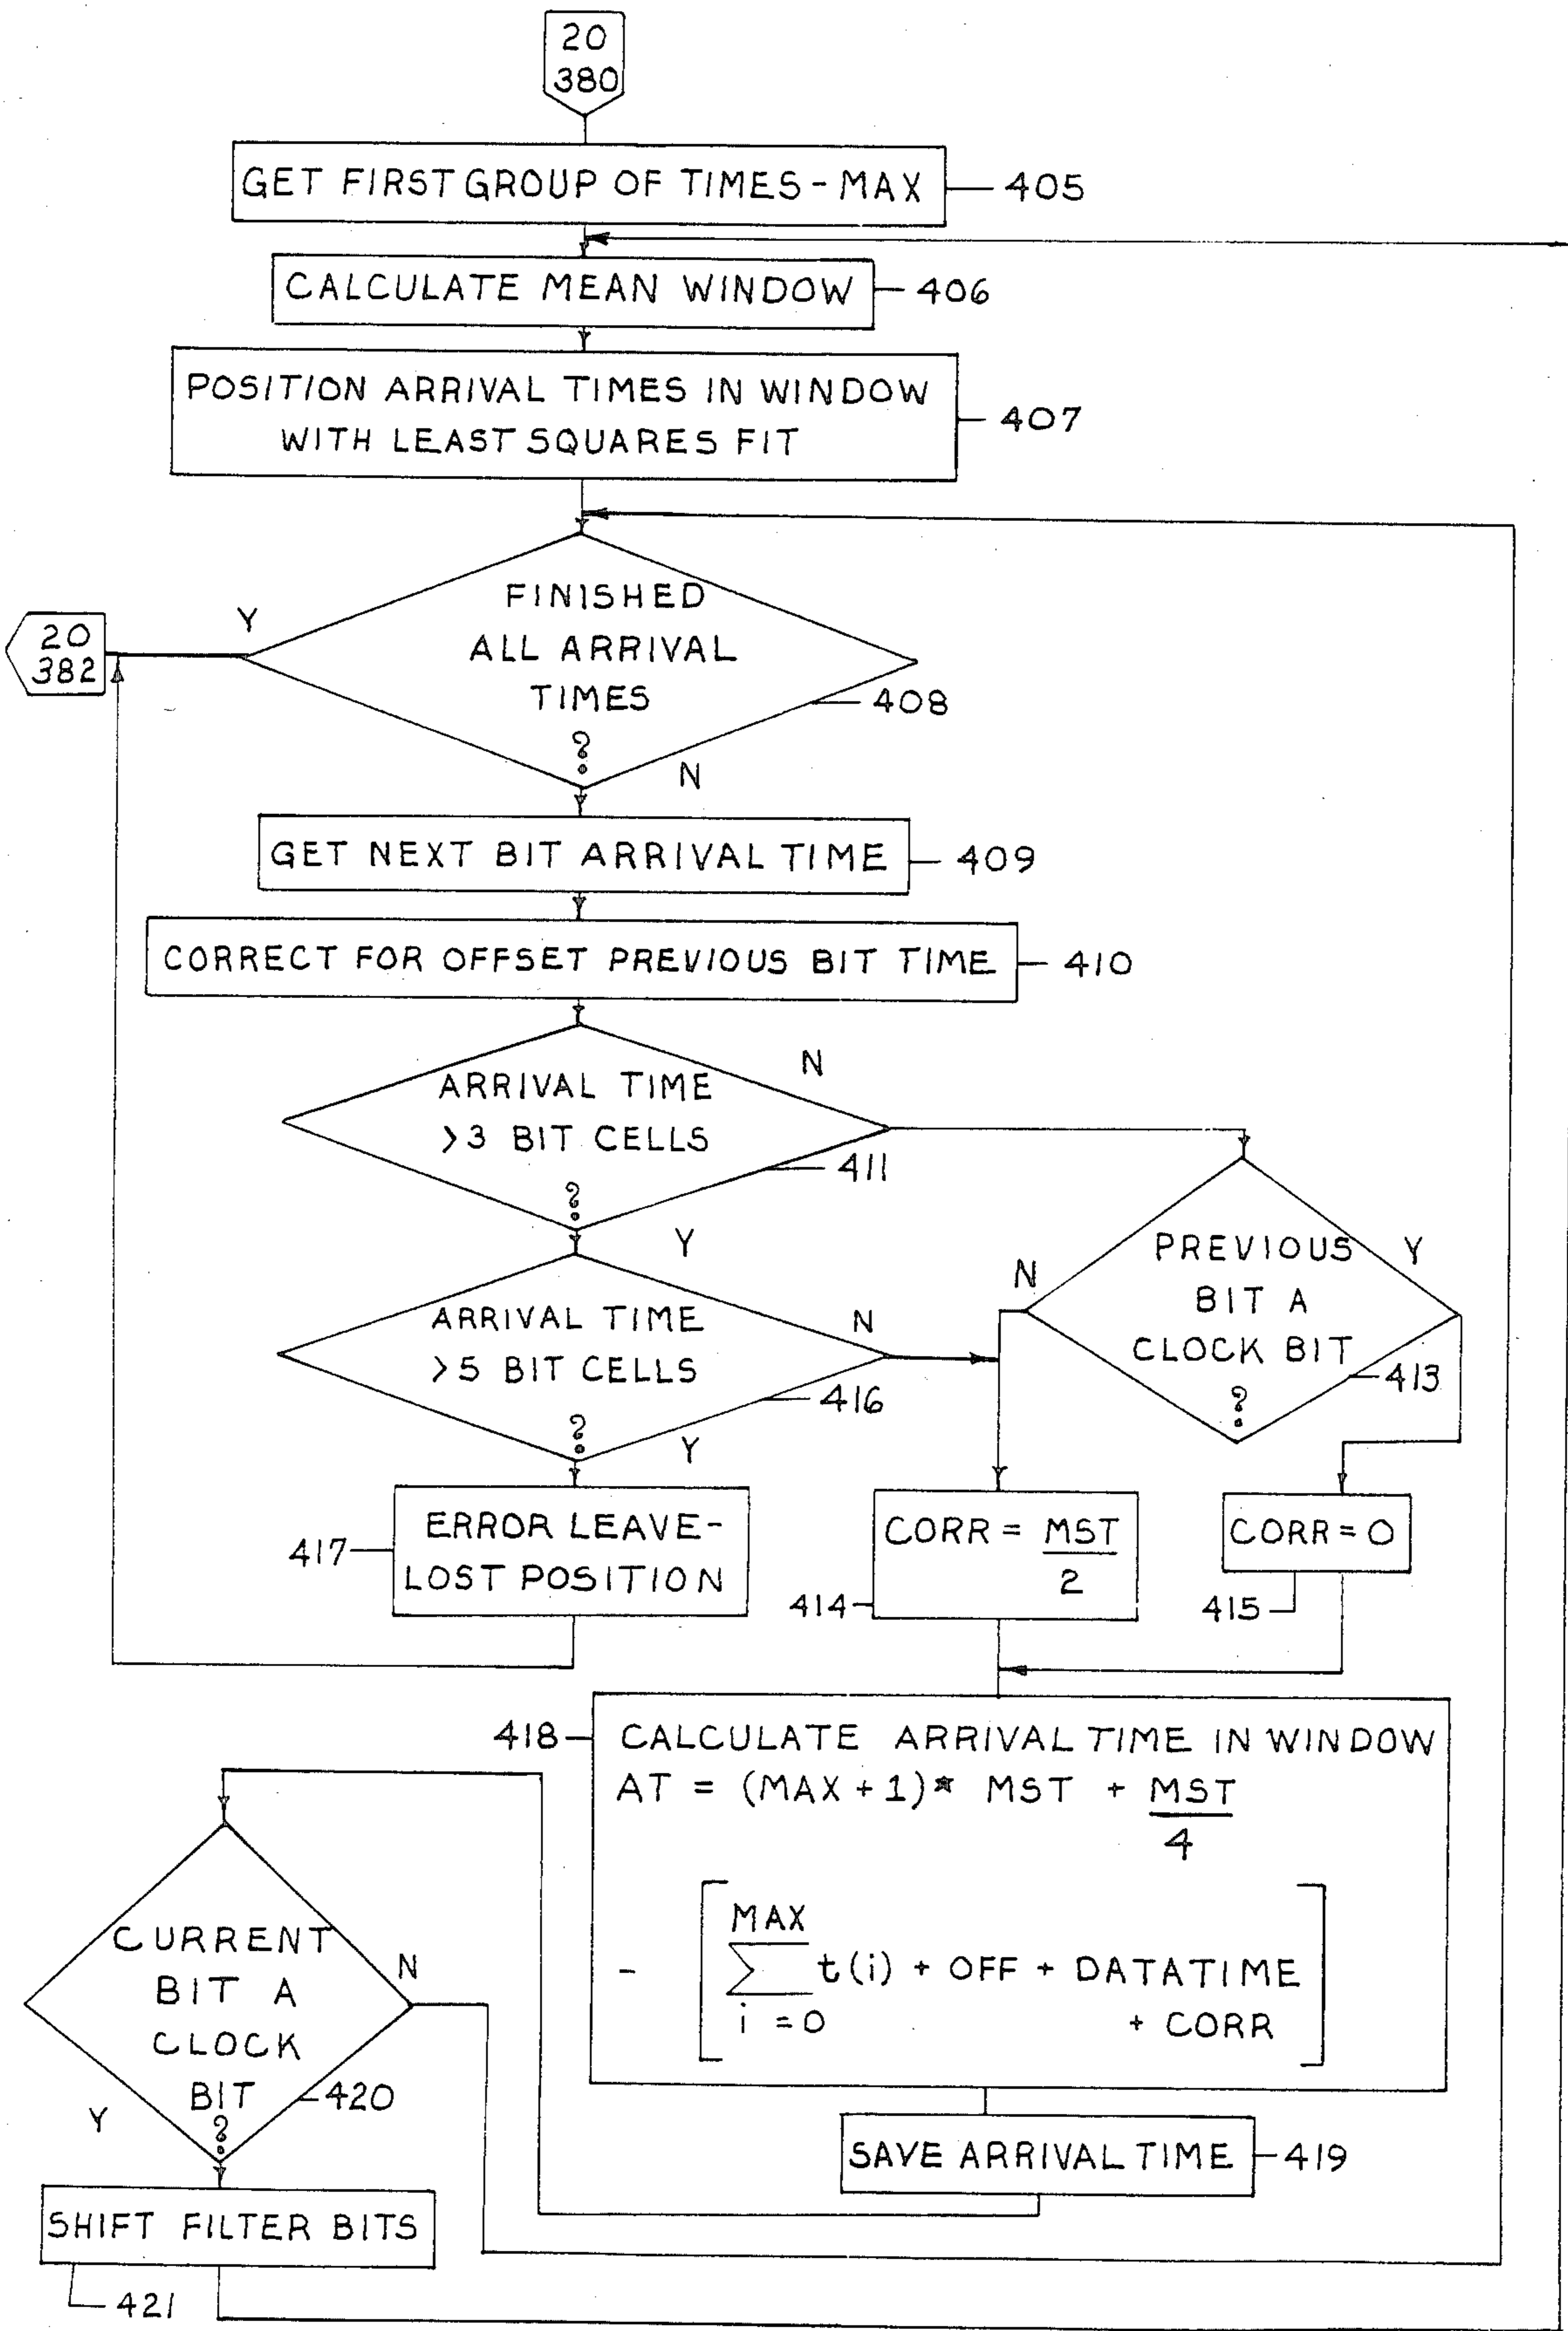 20
380
GET FIRST GROUP OF TIMES - MAX
405
CALCULATE MEAN WINDOW
406
POSITION ARRIVAL TIMES IN WINDOW
WITH LEAST SQUARES FIT
407
FINISHED
ALL ARRIVAL
TIMES
?
408
Y
20
382
N
GET NEXT BIT ARRIVAL TIME
409
CORRECT FOR OFFSET PREVIOUS BIT TIME
410
ARRIVAL TIME
>3 BIT CELLS
?
411
N
Y
PREVIOUS
BIT A
CLOCK BIT
?
413
N
Y
ARRIVAL TIME
>5 BIT CELLS
?
416
N
Y
ERROR LEAVE-
LOST POSITION
417
CORR = MST
2
414
CORR = 0
415
418
CALCULATE ARRIVAL TIME IN WINDOW
AT = (MAX + 1)* MST + MST
4
MAX
- [ ∑ t(i) + OFF + DATATIME
i = 0 + CORR ]
SAVE ARRIVAL TIME
419
CURRENT
BIT A
CLOCK
BIT
?
420
N
Y
SHIFT FILTER BITS
421